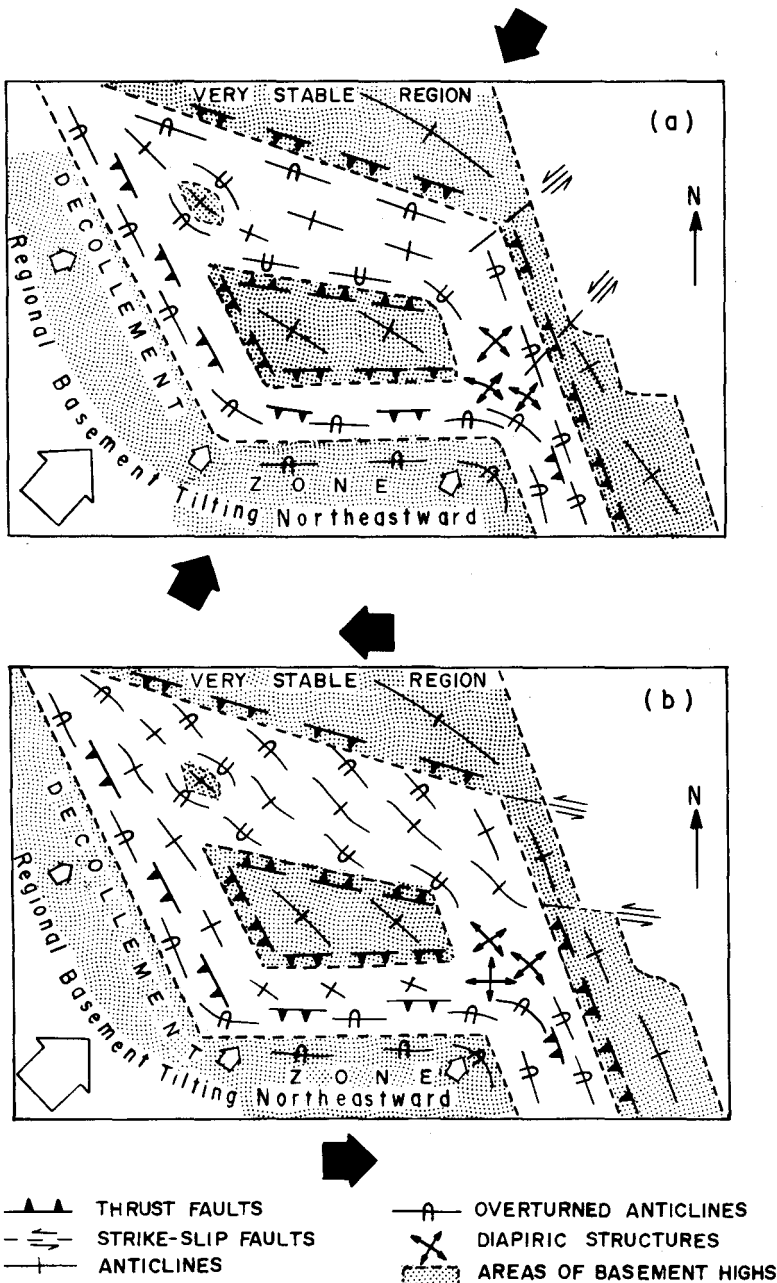 VERY STABLE REGION
(a)
N
DECOLLEMENT
Regional Basement Tilting Northeastward
ZONE
VERY STABLE REGION
(b)
N
DECOLLEMENT
Regional Basement Tilting Northeastward
ZONE
THRUST FAULTS
STRIKE-SLIP FAULTS
ANTICLINES
OVERTURNED ANTICLINES
DIAPIRIC STRUCTURES
AREAS OF BASEMENT HIGHS